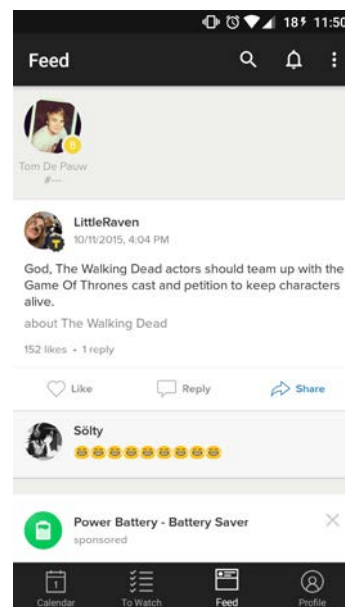 18 11:50
Feed
B
Tom De Pauw
#---
LittleRaven
10/11/2015, 4:04 PM
God, The Walking Dead actors should team up with the
Game Of Thrones cast and petition to keep characters
alive.
about The Walking Dead
152 likes • 1 reply
Like Reply Share
Sölty
Power Battery - Battery Saver
sponsored
1
Calendar To Watch Feed Profile